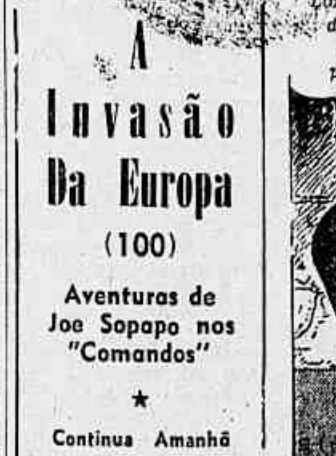 A
Invasão
Da Europa
(100)
Aventuras de
Joe Sopapo nos
"Comandos"
★
Continua Amanhã